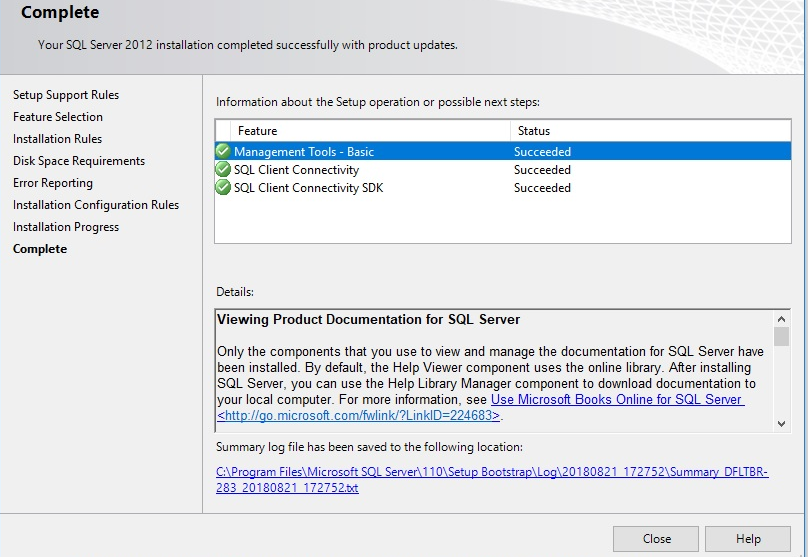 Complete
Your SQL Server 2012 installation completed successfully with product updates.
Setup Support Rules
Feature Selection
Installation Rules
Disk Space Requirements
Error Reporting
Installation Configuration Rules
Installation Progress
Complete
Information about the Setup operation or possible next steps:
Feature Status
Management Tools - Basic Succeeded
SQL Client Connectivity Succeeded
SQL Client Connectivity SDK Succeeded
Details:
Viewing Product Documentation for SQL Server
Only the components that you use to view and manage the documentation for SQL Server have
been installed. By default, the Help Viewer component uses the online library. After installing
SQL Server, you can use the Help Library Manager component to download documentation to
your local computer. For more information, see Use Microsoft Books Online for SQL Server
<http://go.microsoft.com/fwlink/?LinkID=224683>.
Summary log file has been saved to the following location:
C:\Program Files\Microsoft SQL Server\110\Setup Bootstrap\Log\20180821_172752\Summary_DFLTBR-
283_20180821_172752.txt
Close Help